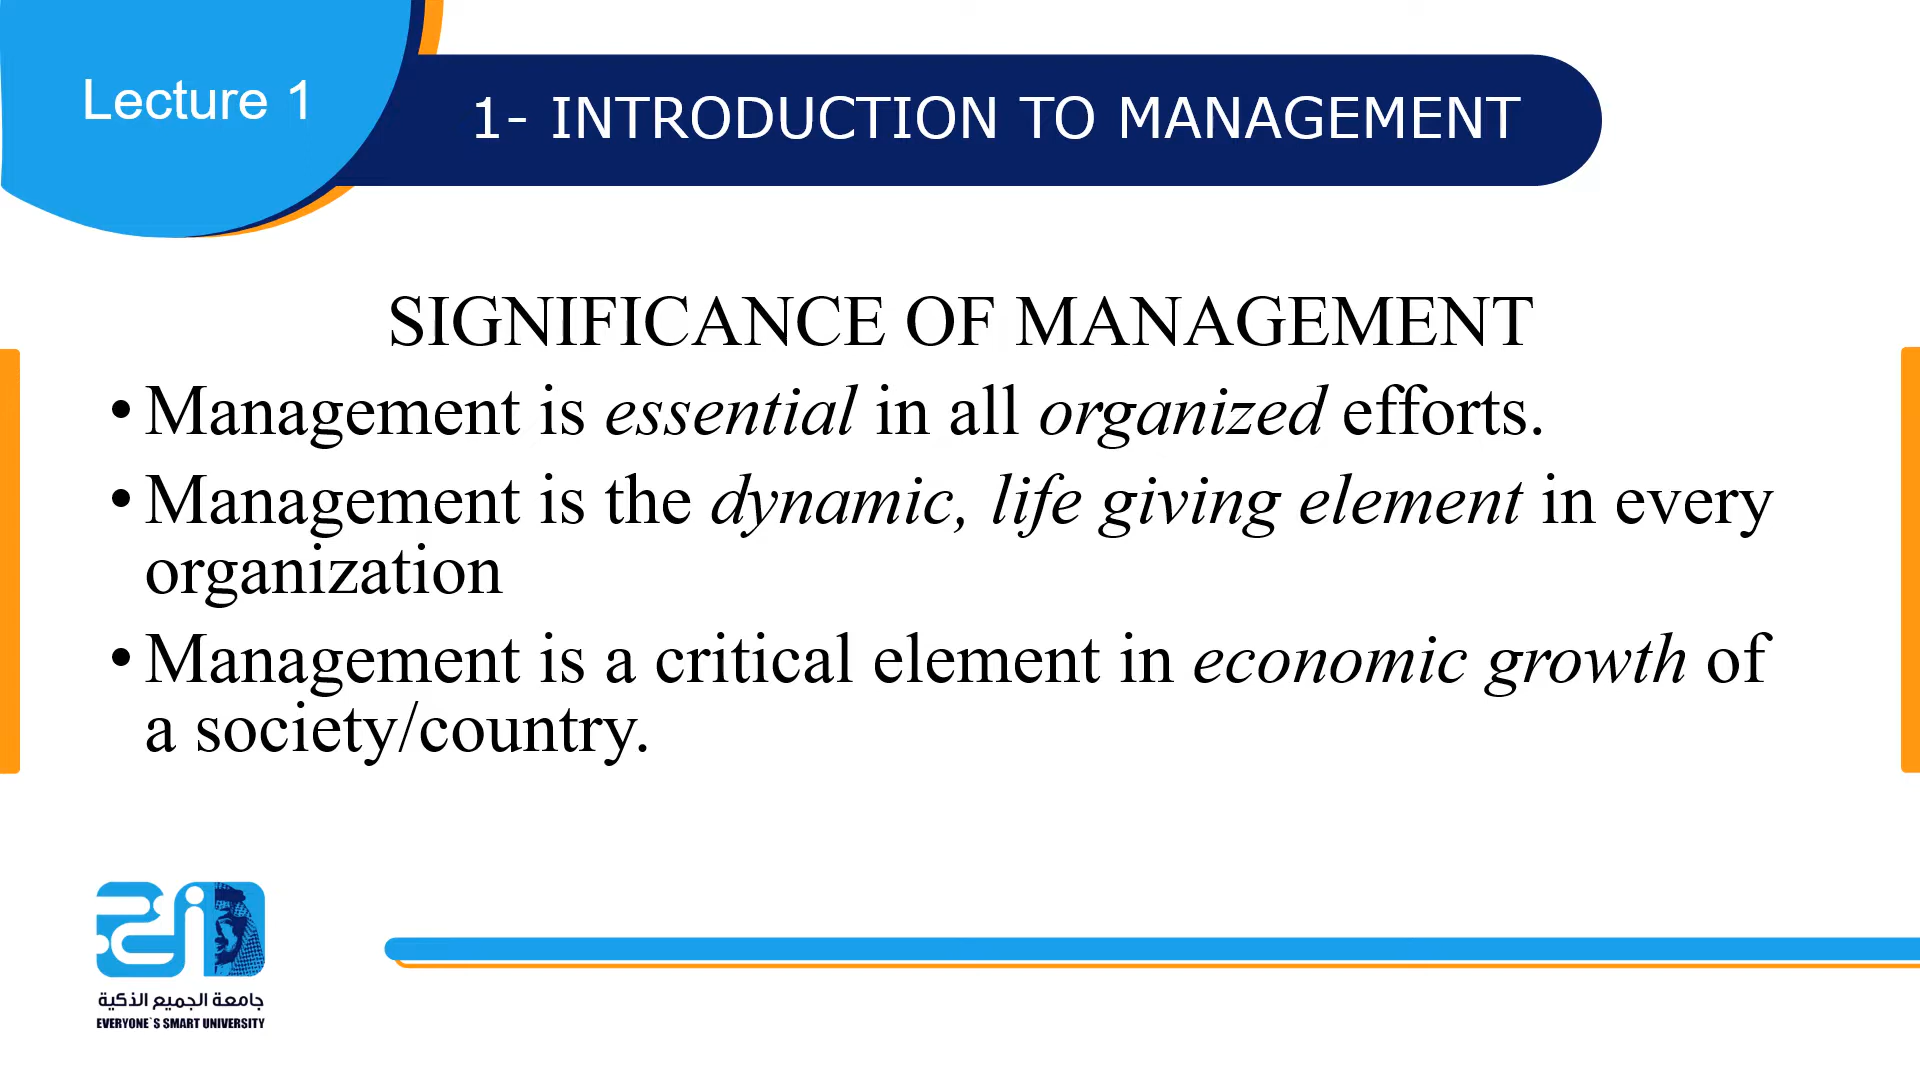 Lecture 1
1- INTRODUCTION TO MANAGEMENT
SIGNIFICANCE OF MANAGEMENT
• Management is essential in all organized efforts.
• Management is the dynamic, life giving element in every
organization
• Management is a critical element in economic growth of
a society/country.
جامعة الجميع الذكية
EVERYONE`S SMART UNIVERSITY